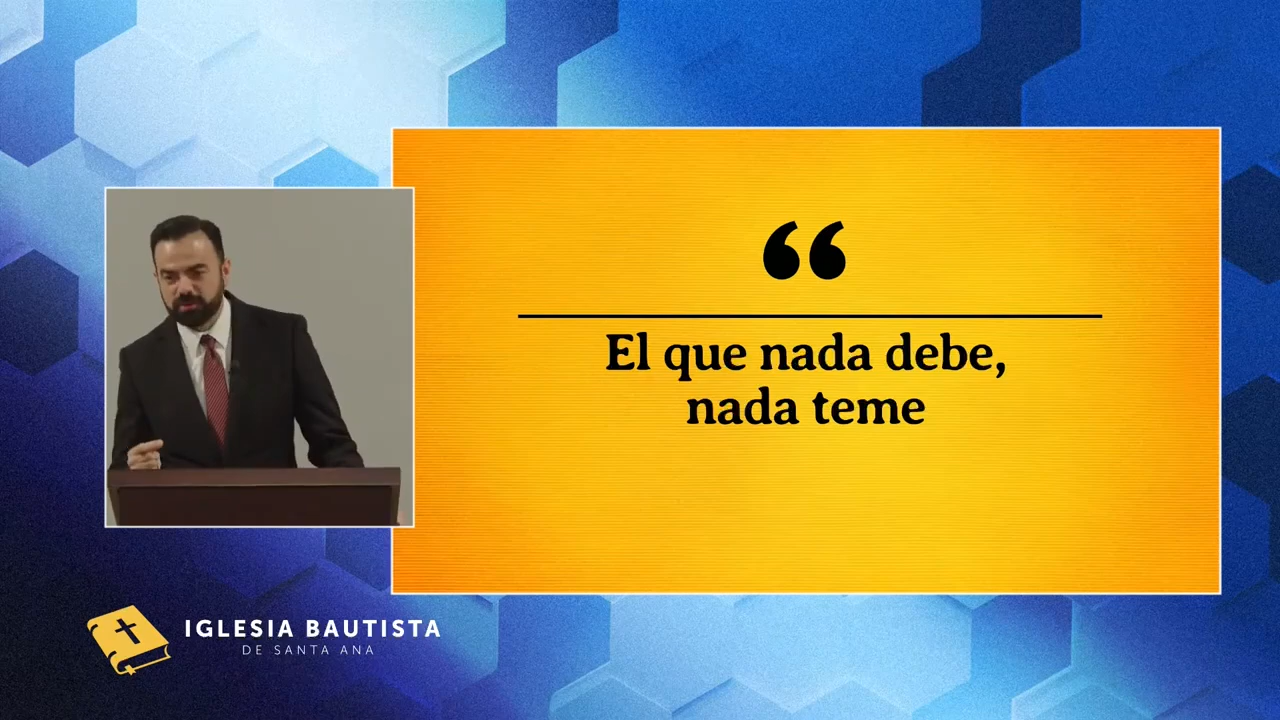 “
El que nada debe,
nada teme
IGLESIA BAUTISTA
DE SANTA ANA